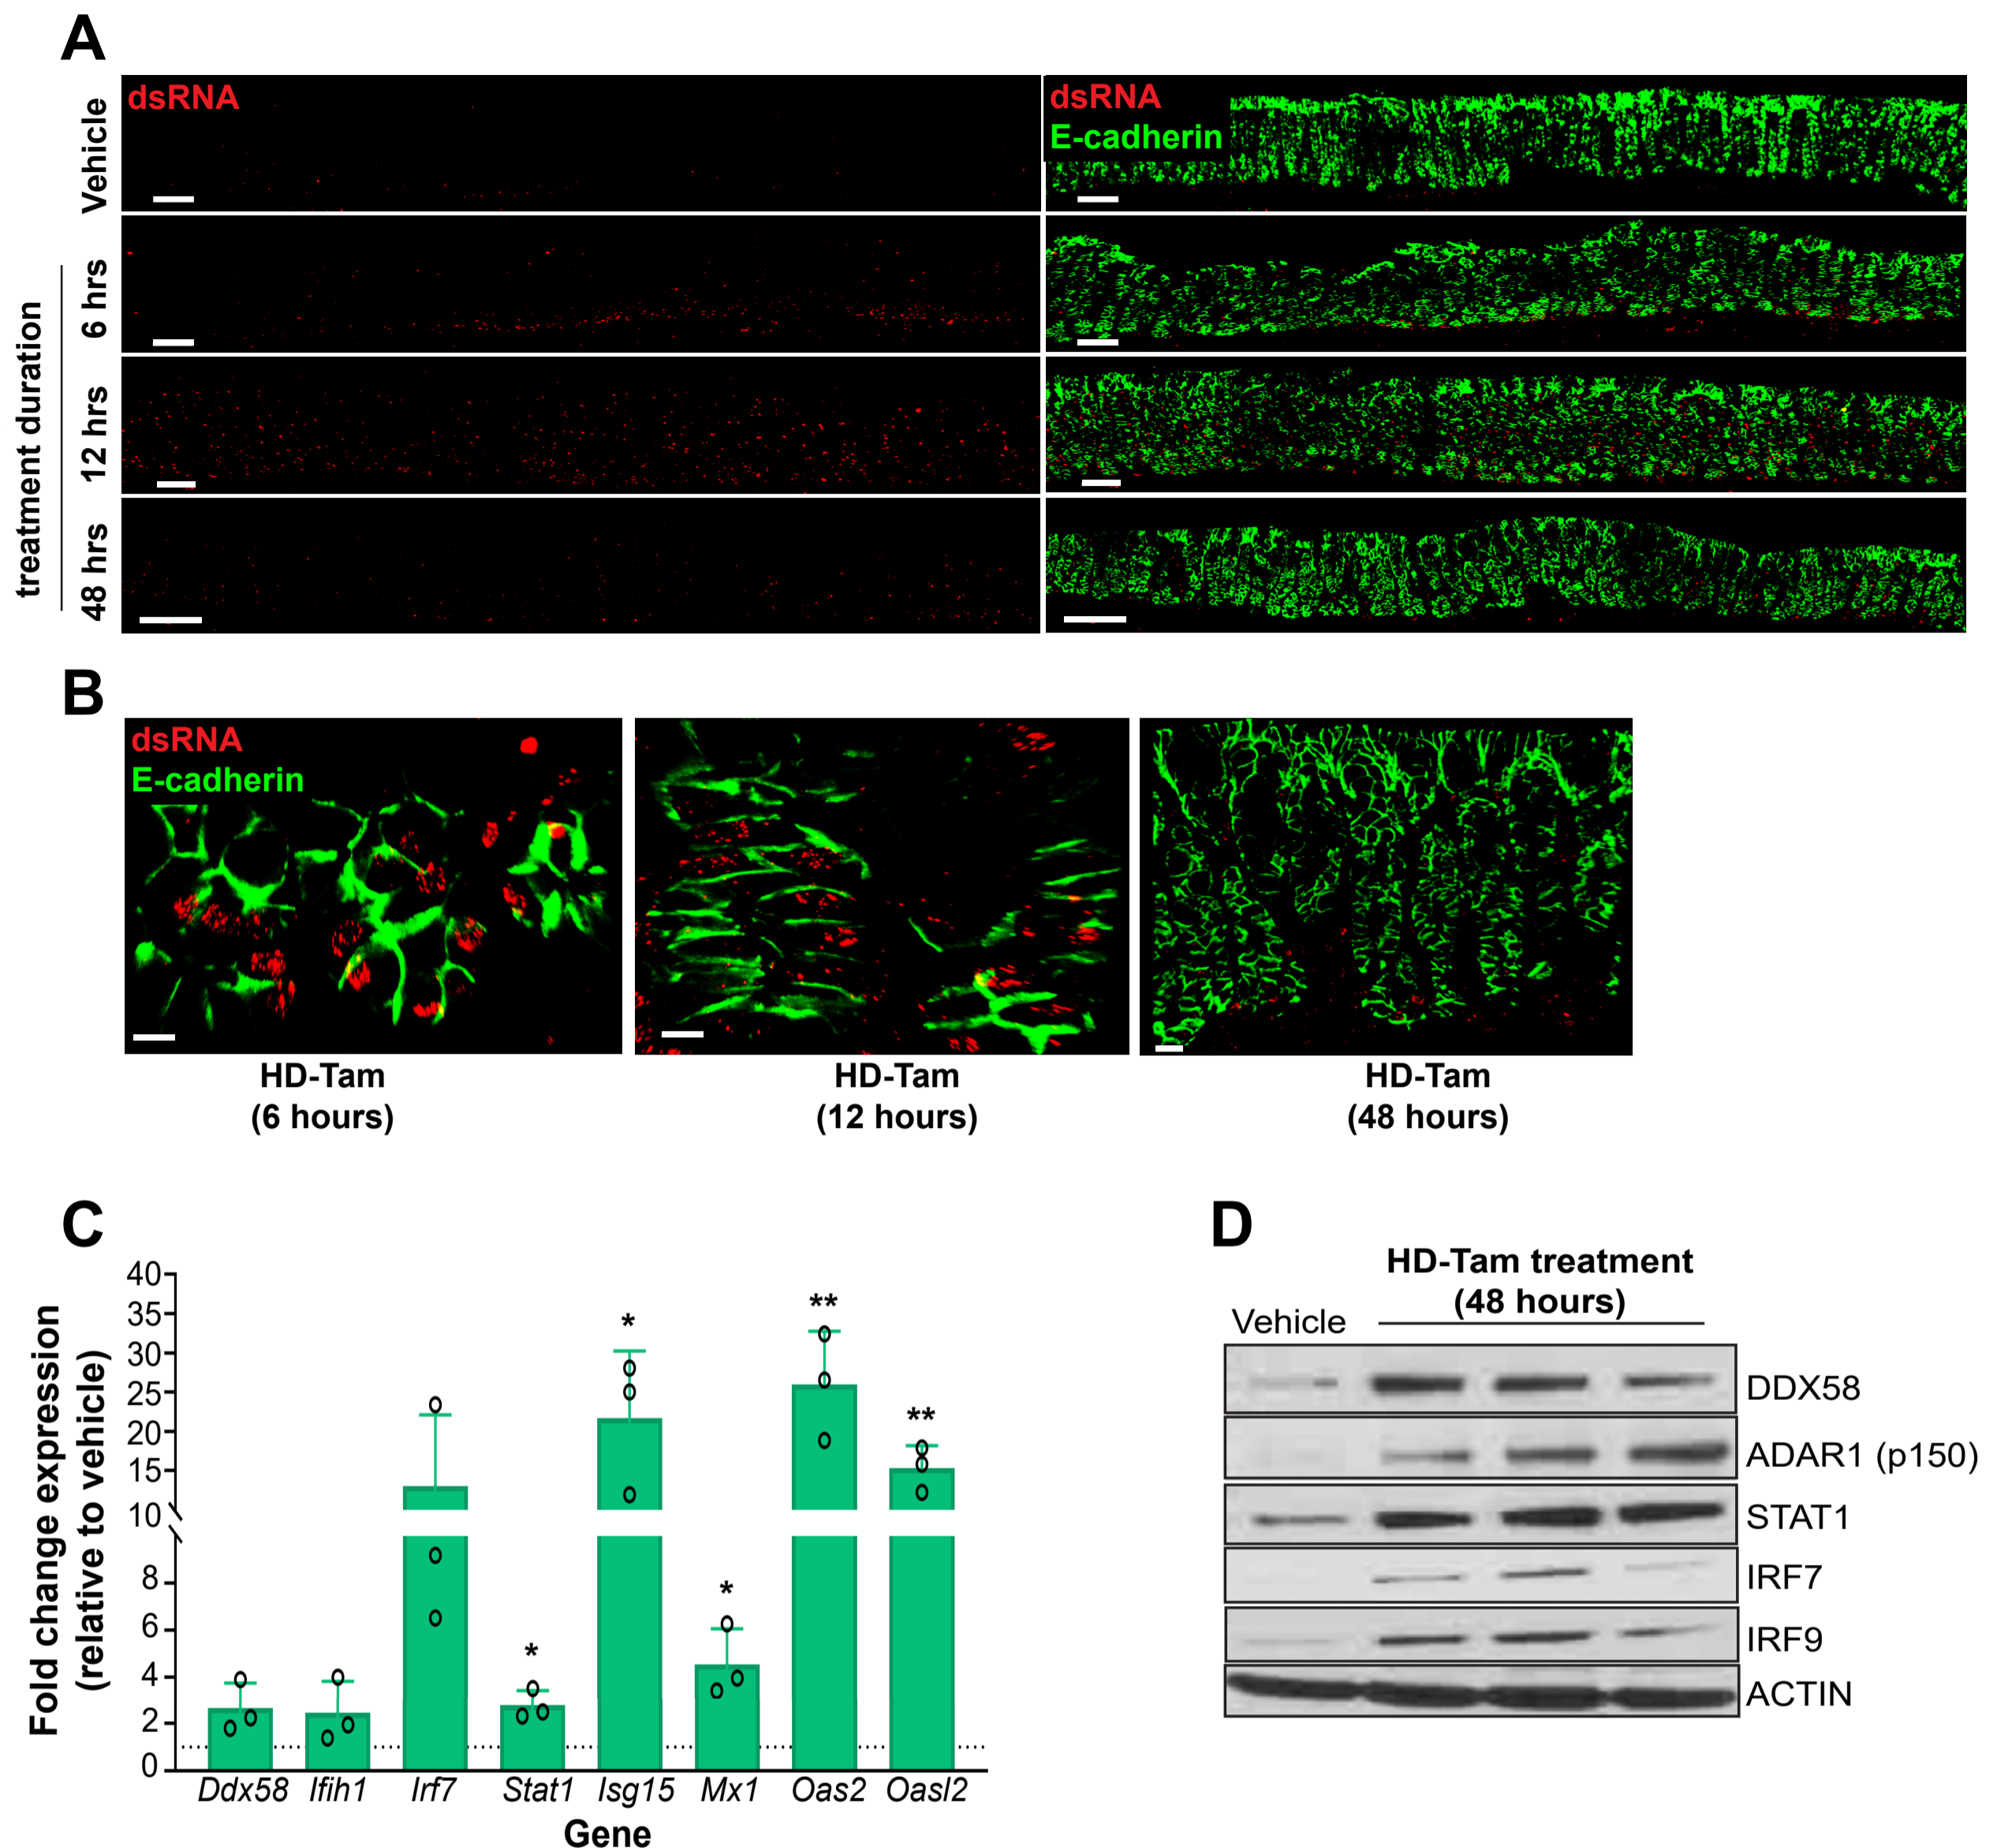 A
Vehicle
dsRNA
dsRNA
E-cadherin
treatment duration
6 hrs
12 hrs
48 hrs
B
dsRNA
E-cadherin
HD-Tam
(6 hours)
HD-Tam
(12 hours)
HD-Tam
(48 hours)
C
Fold change expression
(relative to vehicle)
40
35
30
25
20
15
10
8
6
4
2
0
*
*
*
**
**
Ddx58 Ifih1 Irf7 Stat1 Isg15 Mx1 Oas2 Oasl2
Gene
D
HD-Tam treatment
(48 hours)
Vehicle
DDX58
ADAR1 (p150)
STAT1
IRF7
IRF9
ACTIN